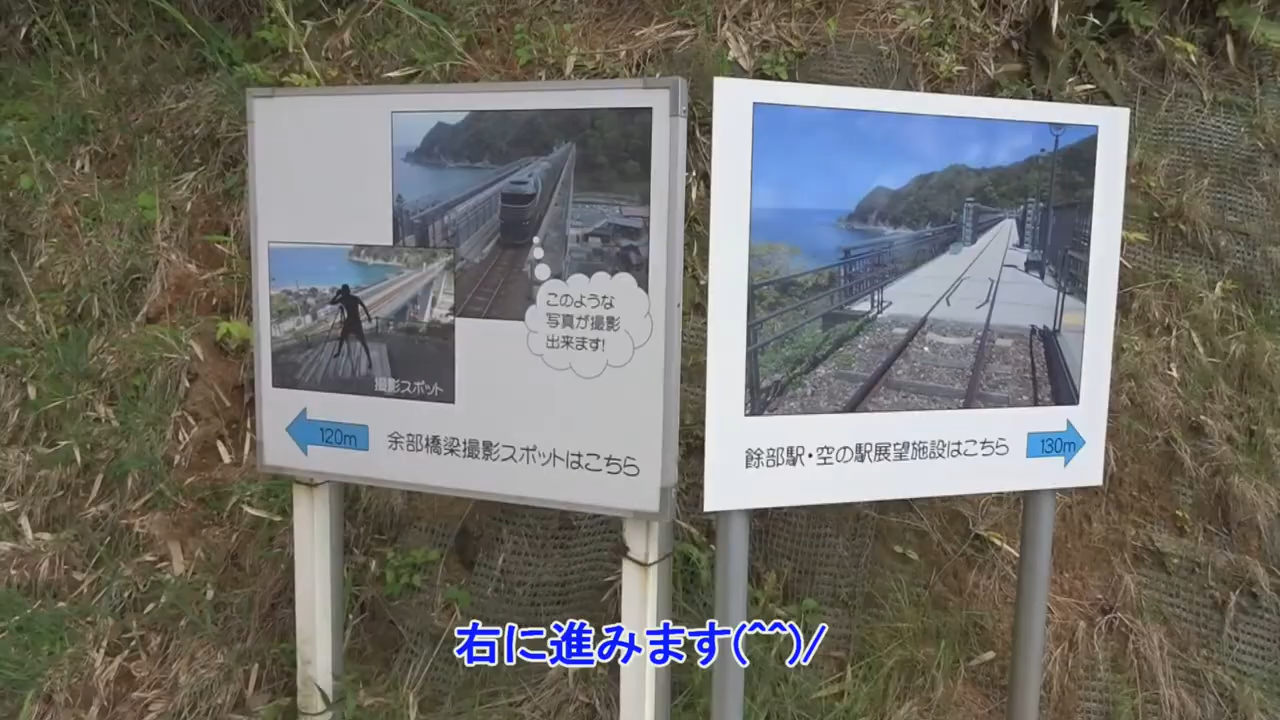 このような
写真が撮影
出来ます!
撮影スポット
120m
余部橋梁撮影スポットはこちら
餘部駅・空の駅展望施設はこちら
130m
右に進みます(^^)/